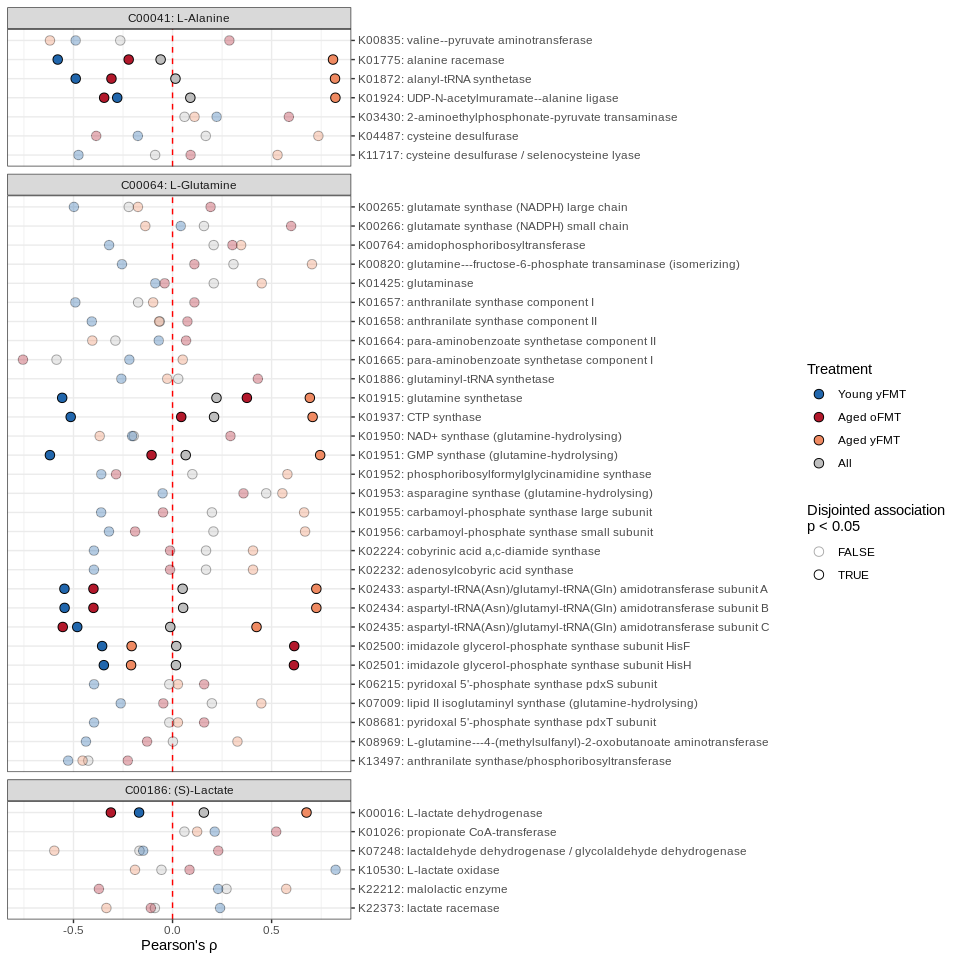 C00041: L-Alanine
K00835: valine--pyruvate aminotransferase
K01775: alanine racemase
K01872: alanyl-tRNA synthetase
K01924: UDP-N-acetylmuramate--alanine ligase
K03430: 2-aminoethylphosphonate-pyruvate transaminase
K04487: cysteine desulfurase
K11717: cysteine desulfurase / selenocysteine lyase
C00064: L-Glutamine
K00265: glutamate synthase (NADPH) large chain
K00266: glutamate synthase (NADPH) small chain
K00764: amidophosphoribosyltransferase
K00820: glutamine---fructose-6-phosphate transaminase (isomerizing)
K01425: glutaminase
K01657: anthranilate synthase component I
K01658: anthranilate synthase component II
K01664: para-aminobenzoate synthetase component II
K01665: para-aminobenzoate synthetase component I
K01886: glutaminyl-tRNA synthetase
K01915: glutamine synthetase
K01937: CTP synthase
K01950: NAD+ synthase (glutamine-hydrolysing)
K01951: GMP synthase (glutamine-hydrolysing)
K01952: phosphoribosylformylglycinamidine synthase
K01953: asparagine synthase (glutamine-hydrolysing)
K01955: carbamoyl-phosphate synthase large subunit
K01956: carbamoyl-phosphate synthase small subunit
K02224: cobyrinic acid a,c-diamide synthase
K02232: adenosylcobyric acid synthase
K02433: aspartyl-tRNA(Asn)/glutamyl-tRNA(Gln) amidotransferase subunit A
K02434: aspartyl-tRNA(Asn)/glutamyl-tRNA(Gln) amidotransferase subunit B
K02435: aspartyl-tRNA(Asn)/glutamyl-tRNA(Gln) amidotransferase subunit C
K02500: imidazole glycerol-phosphate synthase subunit HisF
K02501: imidazole glycerol-phosphate synthase subunit HisH
K06215: pyridoxal 5'-phosphate synthase pdxS subunit
K07009: lipid II isoglutaminyl synthase (glutamine-hydrolysing)
K08681: pyridoxal 5'-phosphate synthase pdxT subunit
K08969: L-glutamine---4-(methylsulfanyl)-2-oxobutanoate aminotransferase
K13497: anthranilate synthase/phosphoribosyltransferase
C00186: (S)-Lactate
K00016: L-lactate dehydrogenase
K01026: propionate CoA-transferase
K07248: lactaldehyde dehydrogenase / glycolaldehyde dehydrogenase
K10530: L-lactate oxidase
K22212: malolactic enzyme
K22373: lactate racemase
-0.5 0.0 0.5
Pearson's ρ
Treatment
Young yFMT
Aged oFMT
Aged yFMT
All
Disjointed association
p < 0.05
FALSE
TRUE